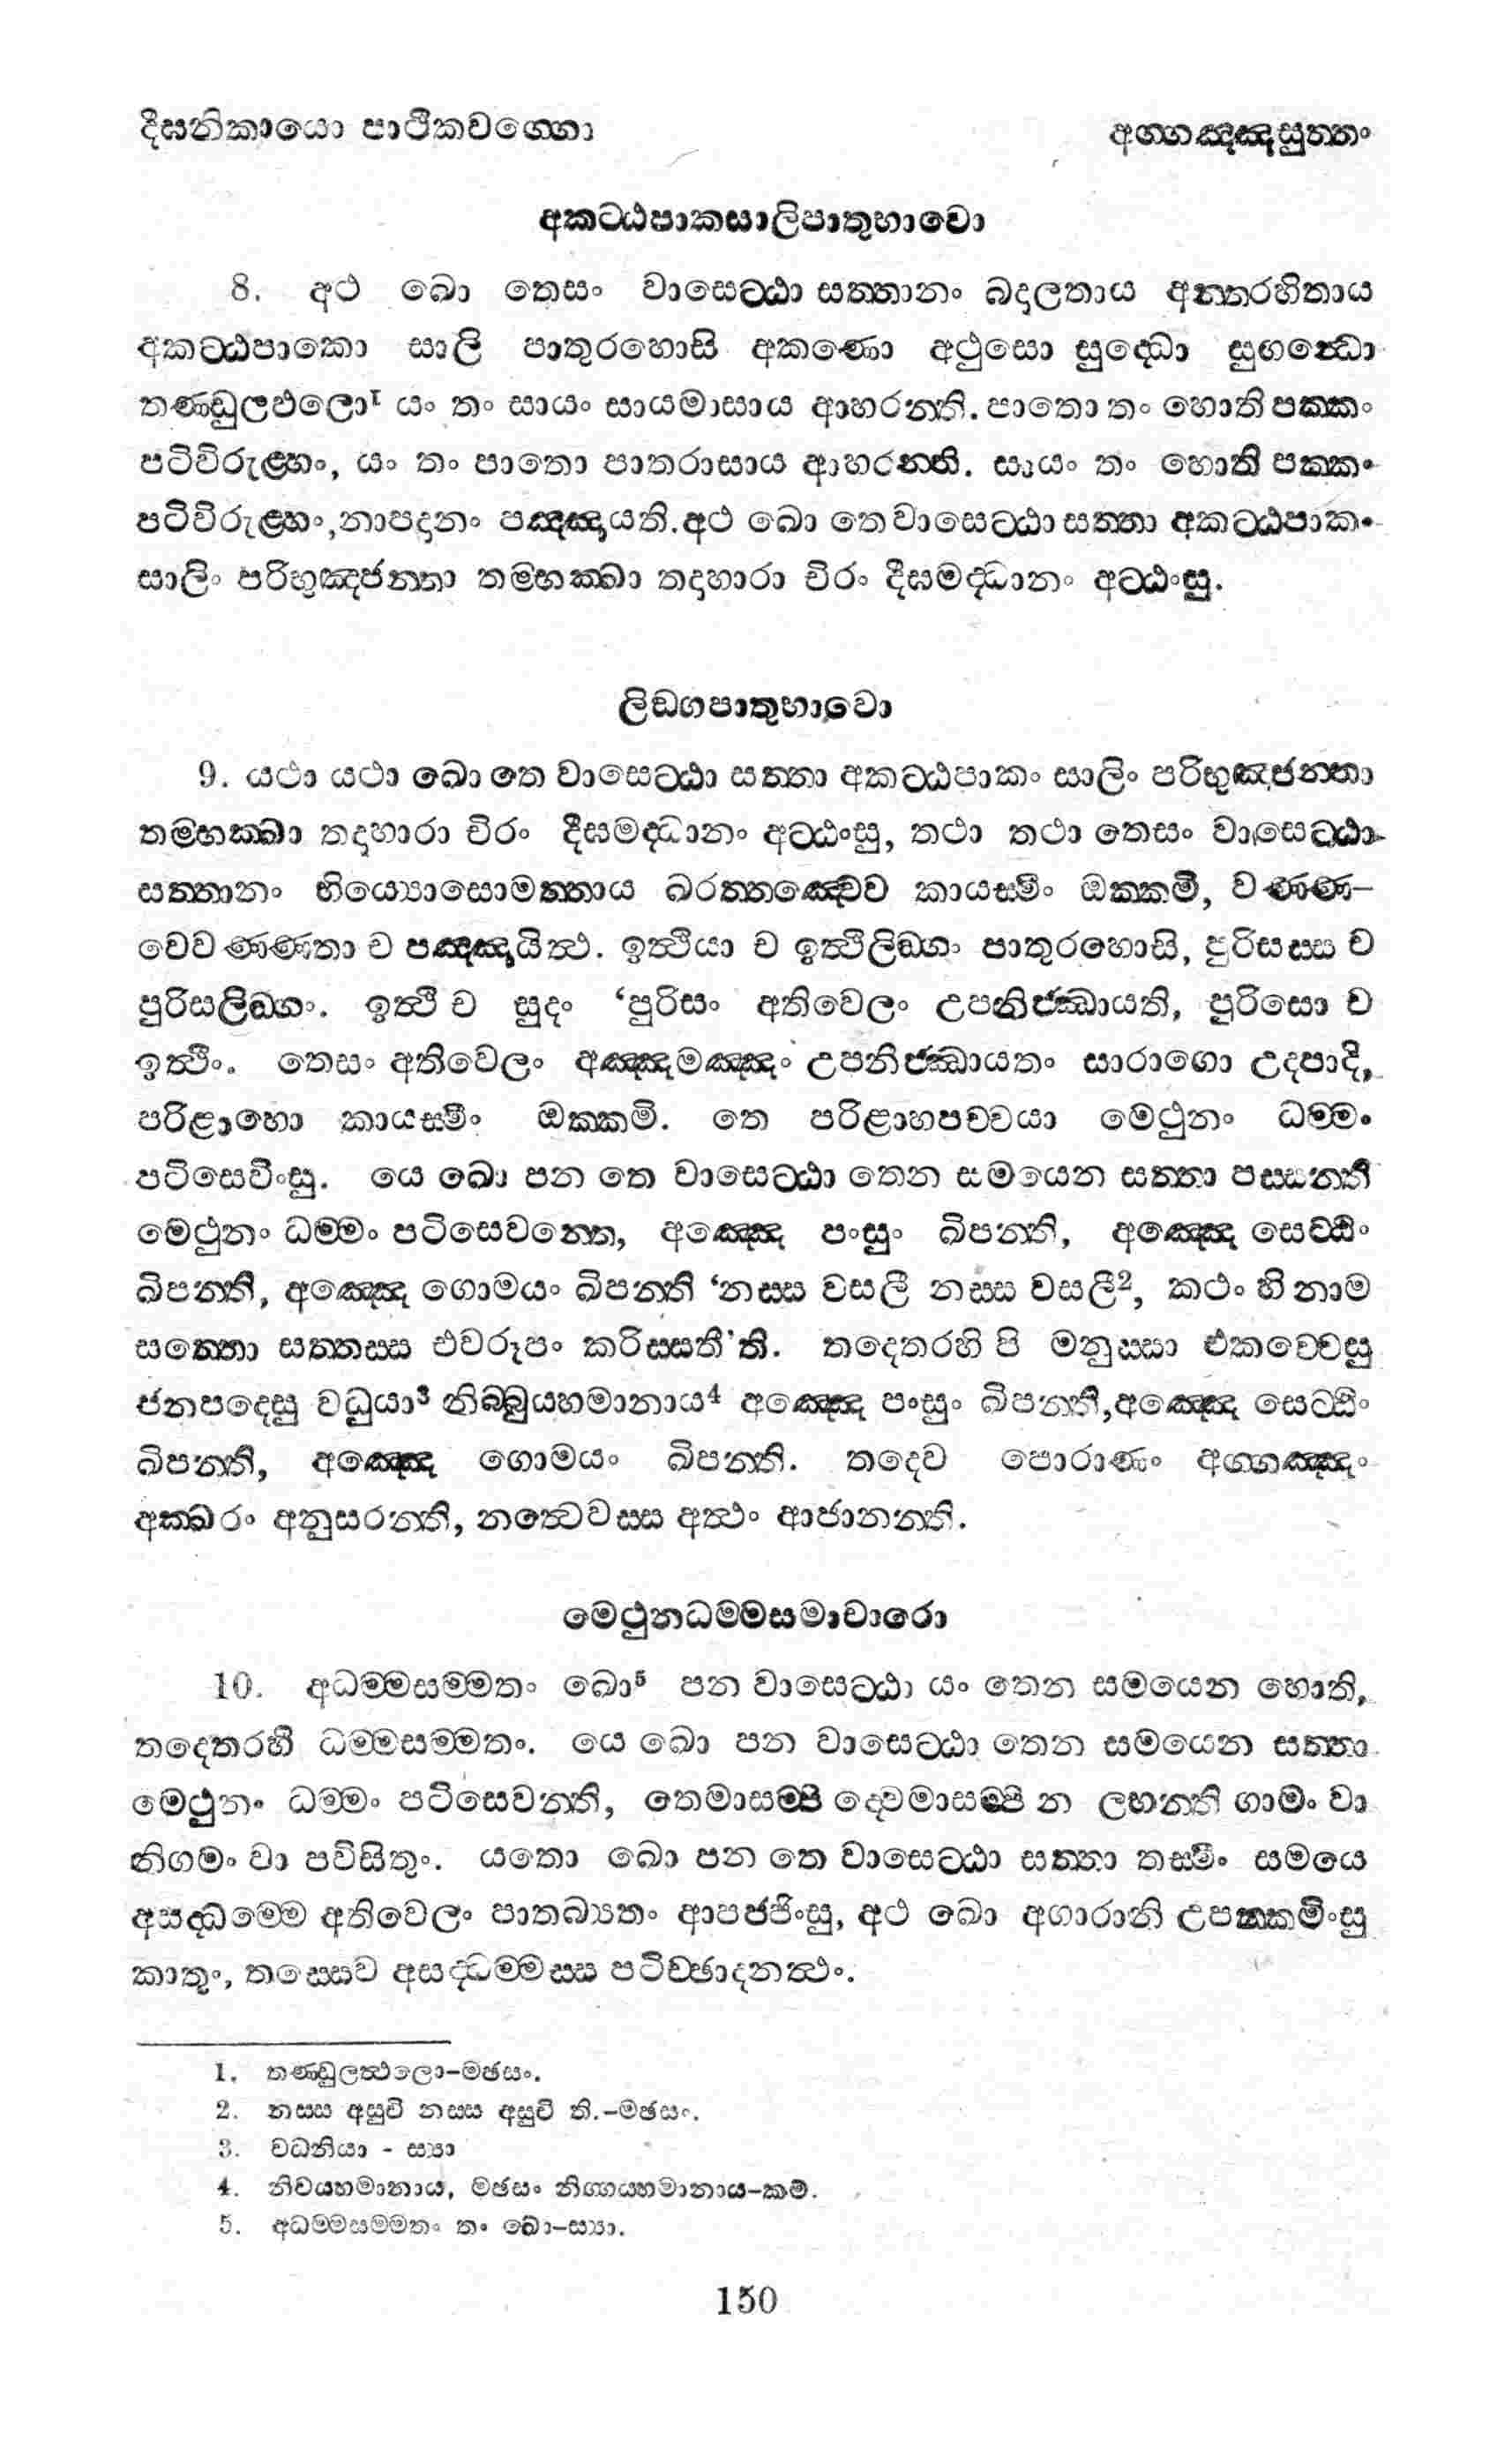 දීඝනිකායො පාථිකවග්ගො
අග්ගඤ්ඤසුත්තං
අකට්ඨපාකසාලිපාතුභාවො
8. අථ ඛො තෙසං වාසෙට්ඨා සත්තානං බදාලතාය අන්තරහිතාය
අකට්ඨපාකො සාලි පාතුරහොසි අකණො අථුසො සුද්ධො සුගන්ධො
තණ්ඩුලඵලො1 යං තං සායං සායමාසාය ආහරන්ති. පාතො තං හොති පක්කං
පටිවිරුළ්හං, යං තං පාතො පාතරාසාය ආහරන්ති. සායං තං හොති පක්කං
පටිවිරුළ්හං,නාපදානං පඤ්ඤායති.අථ ඛො තෙ වාසෙට්ඨා සත්තා අකට්ඨපාකං
සාලිං පරිභුඤ්ජන්තා තම්භක්ඛා තදාහාරා චිරං දීඝමද්ධානං අට්ඨංසු.
ලිඞ්ගපාතුභාවො
9. යථා යථා ඛො තෙ වාසෙට්ඨා සත්තා අකට්ඨපාකං සාලිං පරිභුඤ්ජන්තා
තම්භක්ඛා තදාහාරා චිරං දීඝමද්ධානං අට්ඨංසු, තථා තථා තෙසං වාසෙට්ඨා
සත්තානං භිය්‍යොසොමත්තාය ඛරත්තඤ්චෙව කායස්මිං ඔක්කමි, වණ්ණ–
වෙවණ්ණතා ච පඤ්ඤායිත්ථ. ඉත්ථියා ච ඉත්ථිලිඞ්ගං පාතුරහොසි, පුරිසස්ස ච
පුරිසලිඞ්ගං. ඉත්ථි ච සුදං ‘පුරිසං අතිවෙලං උපනිජ්ඣායති, පුරිසො ච
ඉත්ථිං. තෙසං අතිවෙලං අඤ්ඤමඤ්ඤං උපනිජ්ඣායතං සාරාගො උදපාදි,
පරිළාහො කායස්මිං ඔක්කමි. තෙ පරිළාහපච්චයා මෙථුනං ධම්මං
පටිසෙවිංසු. යෙ ඛො පන තෙ වාසෙට්ඨා තෙන සමයෙන සත්තා පස්සන්ති
මෙථුනං ධම්මං පටිසෙවන්තෙ, අඤ්ඤෙ පංසුං ඛිපන්ති, අඤ්ඤෙ සෙට්ඨිං
ඛිපන්ති, අඤ්ඤෙ ගොමයං ඛිපන්ති ‘නස්ස වසලී නස්ස වසලී2, කථං හි නාම
සත්තො සත්තස්ස එවරූපං කරිස්සතී’ති. තදෙතරහි පි මනුස්සා එකච්චෙසු
ජනපදෙසු වධුයා3 නිබ්බුය්හමානාය4 අඤ්ඤෙ පංසුං ඛිපන්ති,අඤ්ඤෙ සෙට්ඨිං
ඛිපන්ති, අඤ්ඤෙ ගොමයං ඛිපන්ති. තදෙව පොරාණං අග්ගඤ්ඤං
අක්ඛරං අනුසරන්ති, නත්වෙවස්ස අත්ථං ආජානන්ති.
මෙථුනධම්මසමාචාරො
10. අධම්මසම්මතං ඛො5 පන වාසෙට්ඨා යං තෙන සමයෙන හොති,
තදෙතරහි ධම්මසම්මතං. යෙ ඛො පන වාසෙට්ඨා තෙන සමයෙන සත්තා
මෙථුනං ධම්මං පටිසෙවන්ති, තෙමාසම්පි ද්වෙමාසම්පි න ලභන්ති ගාමං වා
නිගමං වා පවිසිතුං. යතො ඛො පන තෙ වාසෙට්ඨා සත්තා තස්මිං සමයෙ
අසද්ධම්මෙ අතිවෙලං පාතබ්‍යතං ආපජ්ජිංසු, අථ ඛො අගාරානි උපක්කමිංසු
කාතුං, තස්සෙව අසද්ධම්මස්ස පටිච්ඡාදනත්ථං.
1. තණ්ඩුලත්ථලො–මඡසං.
2. නස්ස අසුචි නස්ස අසුචි ති.–මඡසං.
3. වධනියා - ස්‍යා
4. නිවය්හමානාය, මඡසං නිග්ගය්හමානාය–කම්.
5. අධම්මසම්මතං තං ඛො–ස්‍යා.
150